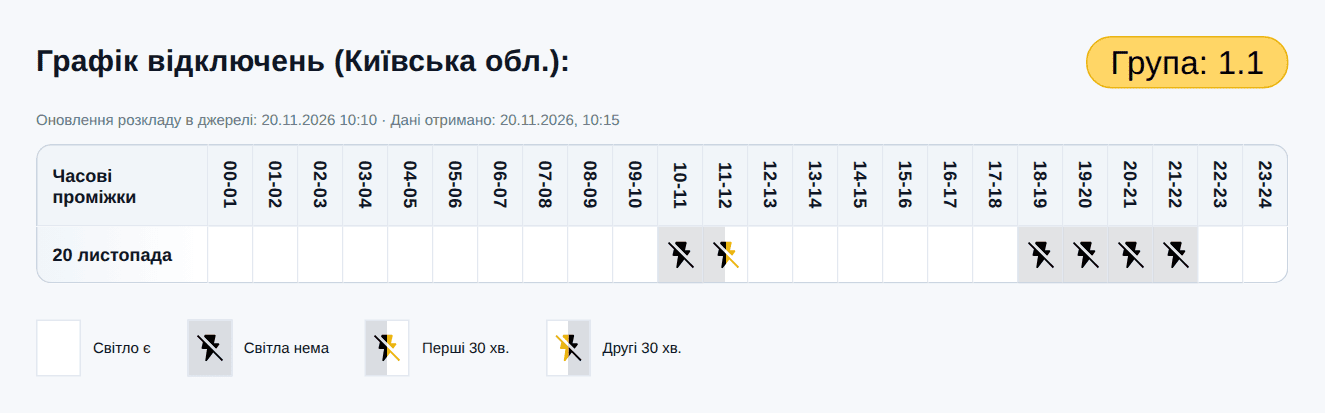 Графік відключень (Київська обл.):
Група: 1.1
Оновлення розкладу в джерелі: 20.11.2026 10:10 · Дані отримано: 20.11.2026, 10:15
Часові
проміжки
00-01
01-02
02-03
03-04
04-05
05-06
06-07
07-08
08-09
09-10
10-11
11-12
12-13
13-14
14-15
15-16
16-17
17-18
18-19
19-20
20-21
21-22
22-23
23-24
20 листопада
Світло є
Світла нема
Перші 30 хв.
Другі 30 хв.